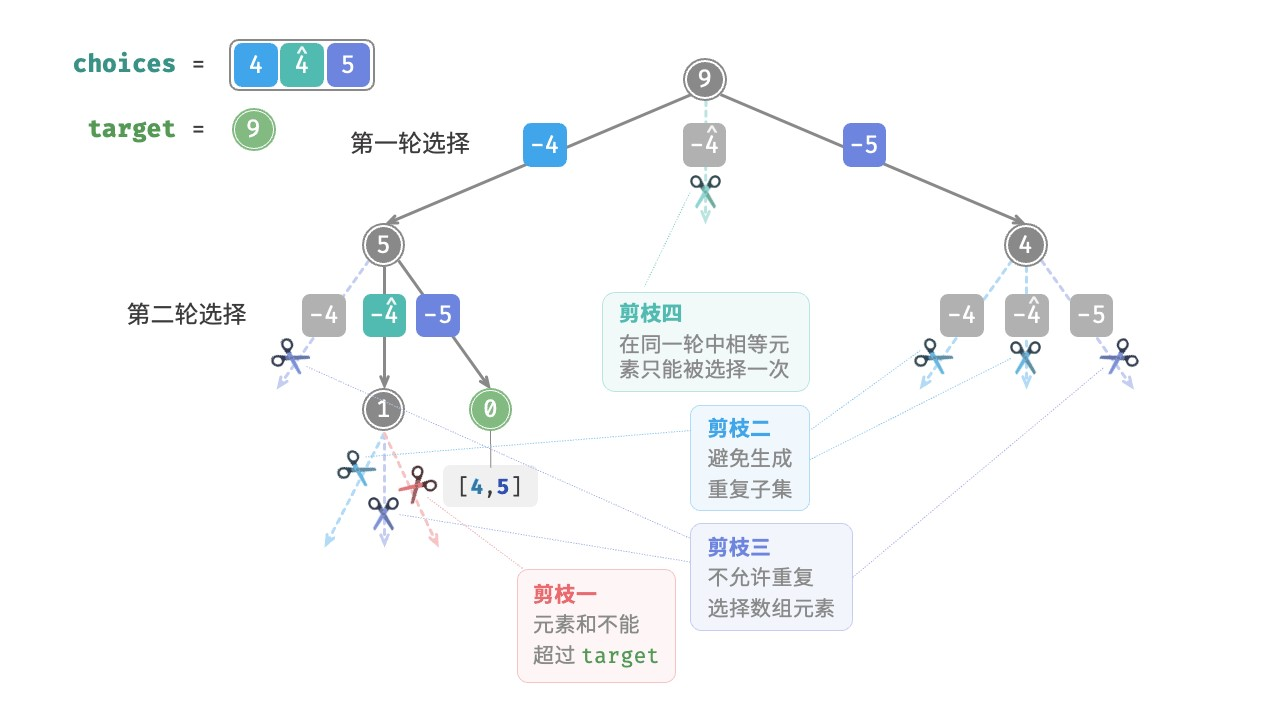 choices = 4 4̂ 5
target = 9
9
第一轮选择
-4 -4̂ -5
5 4
第二轮选择
-4 -4̂ -5
-4 -4̂ -5
1 0
[4,5]
剪枝四
在同一轮中相等元
素只能被选择一次
剪枝二
避免生成
重复子集
剪枝三
不允许重复
选择数组元素
剪枝一
元素和不能
超过 target